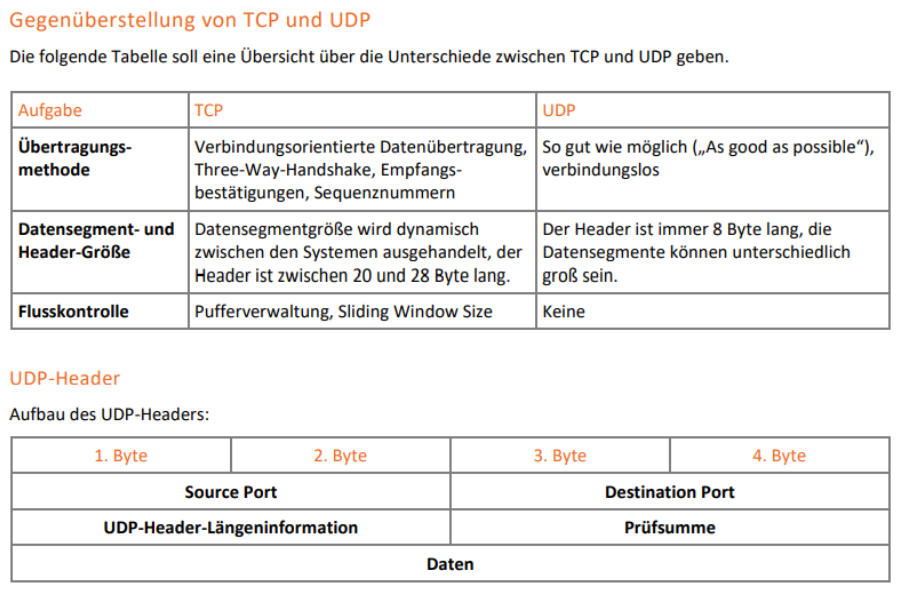 Gegenüberstellung von TCP und UDP
Die folgende Tabelle soll eine Übersicht über die Unterschiede zwischen TCP und UDP geben.
Aufgabe TCP UDP
Übertragungs-
methode
Verbindungsorientierte Datenübertragung,
Three-Way-Handshake, Empfangs-
bestätigungen, Sequenznummern
So gut wie möglich („As good as possible“),
verbindungslos
Datensegment- und
Header-Größe
Datensegmentgröße wird dynamisch
zwischen den Systemen ausgehandelt, der
Header ist zwischen 20 und 28 Byte lang.
Der Header ist immer 8 Byte lang, die
Datensegmente können unterschiedlich
groß sein.
Flusskontrolle Pufferverwaltung, Sliding Window Size Keine
UDP-Header
Aufbau des UDP-Headers:
1. Byte 2. Byte 3. Byte 4. Byte
Source Port Destination Port
UDP-Header-Längeninformation Prüfsumme
Daten